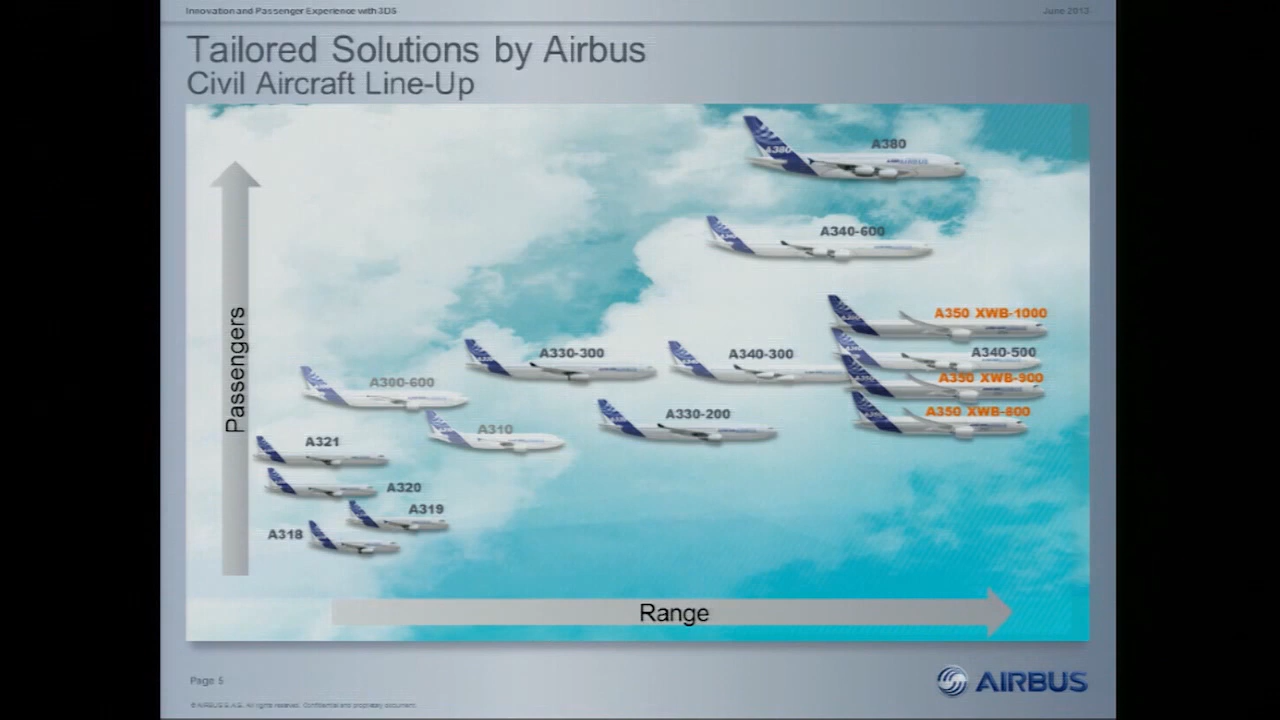 Innovation and Passenger Experience with 3DS
June 2013
Tailored Solutions by Airbus
Civil Aircraft Line-Up
A380
A380
AIRBUS
A340-600
A350 XWB-1000
A330-300
A340-300
A340-500
A300-600
A350 XWB-900
A330-200
A350 XWB-800
A310
A321
A320
A319
A318
Passengers
Range
Page 5
AIRBUS
© AIRBUS S.A.S. All rights reserved. Confidential and proprietary document.